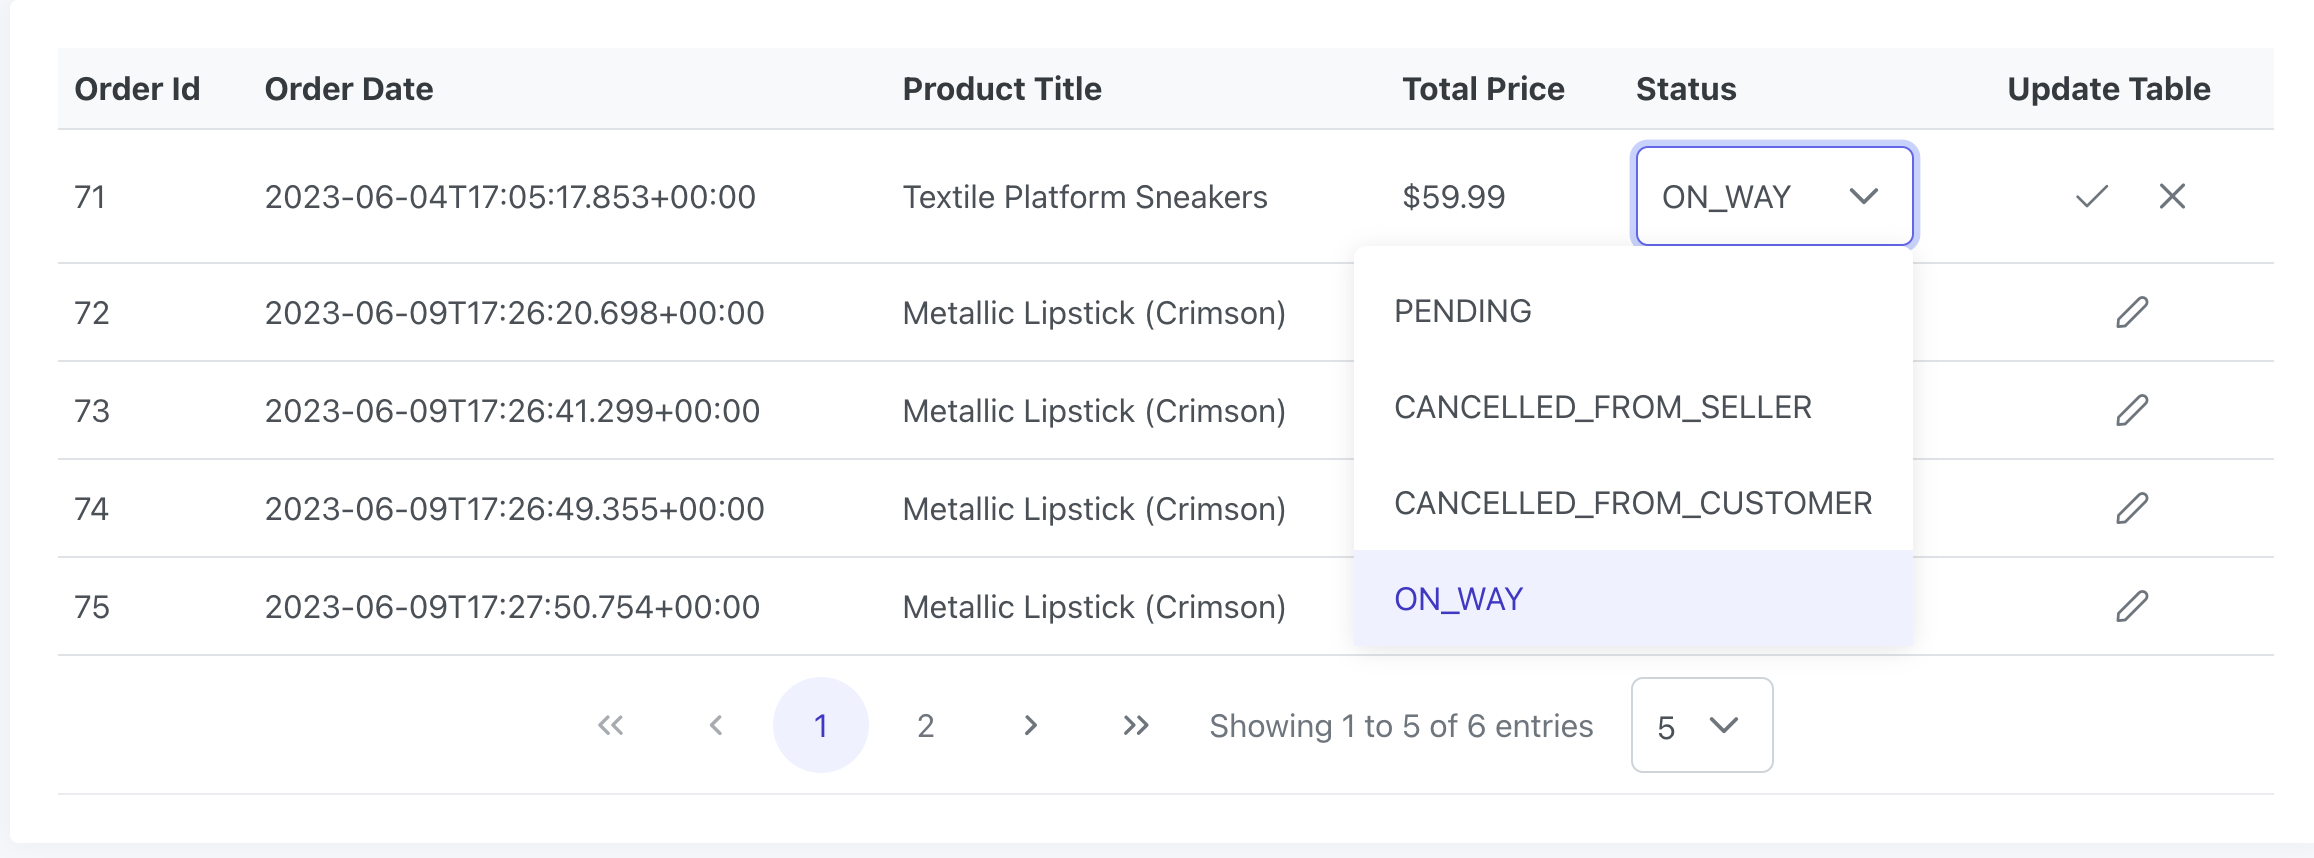 Order Id Order Date Product Title Total Price Status Update Table
71 2023-06-04T17:05:17.853+00:00 Textile Platform Sneakers $59.99 ON_WAY
PENDING
72 2023-06-09T17:26:20.698+00:00 Metallic Lipstick (Crimson)
CANCELLED_FROM_SELLER
73 2023-06-09T17:26:41.299+00:00 Metallic Lipstick (Crimson)
CANCELLED_FROM_CUSTOMER
74 2023-06-09T17:26:49.355+00:00 Metallic Lipstick (Crimson)
ON_WAY
75 2023-06-09T17:27:50.754+00:00 Metallic Lipstick (Crimson)
1 2 Showing 1 to 5 of 6 entries 5